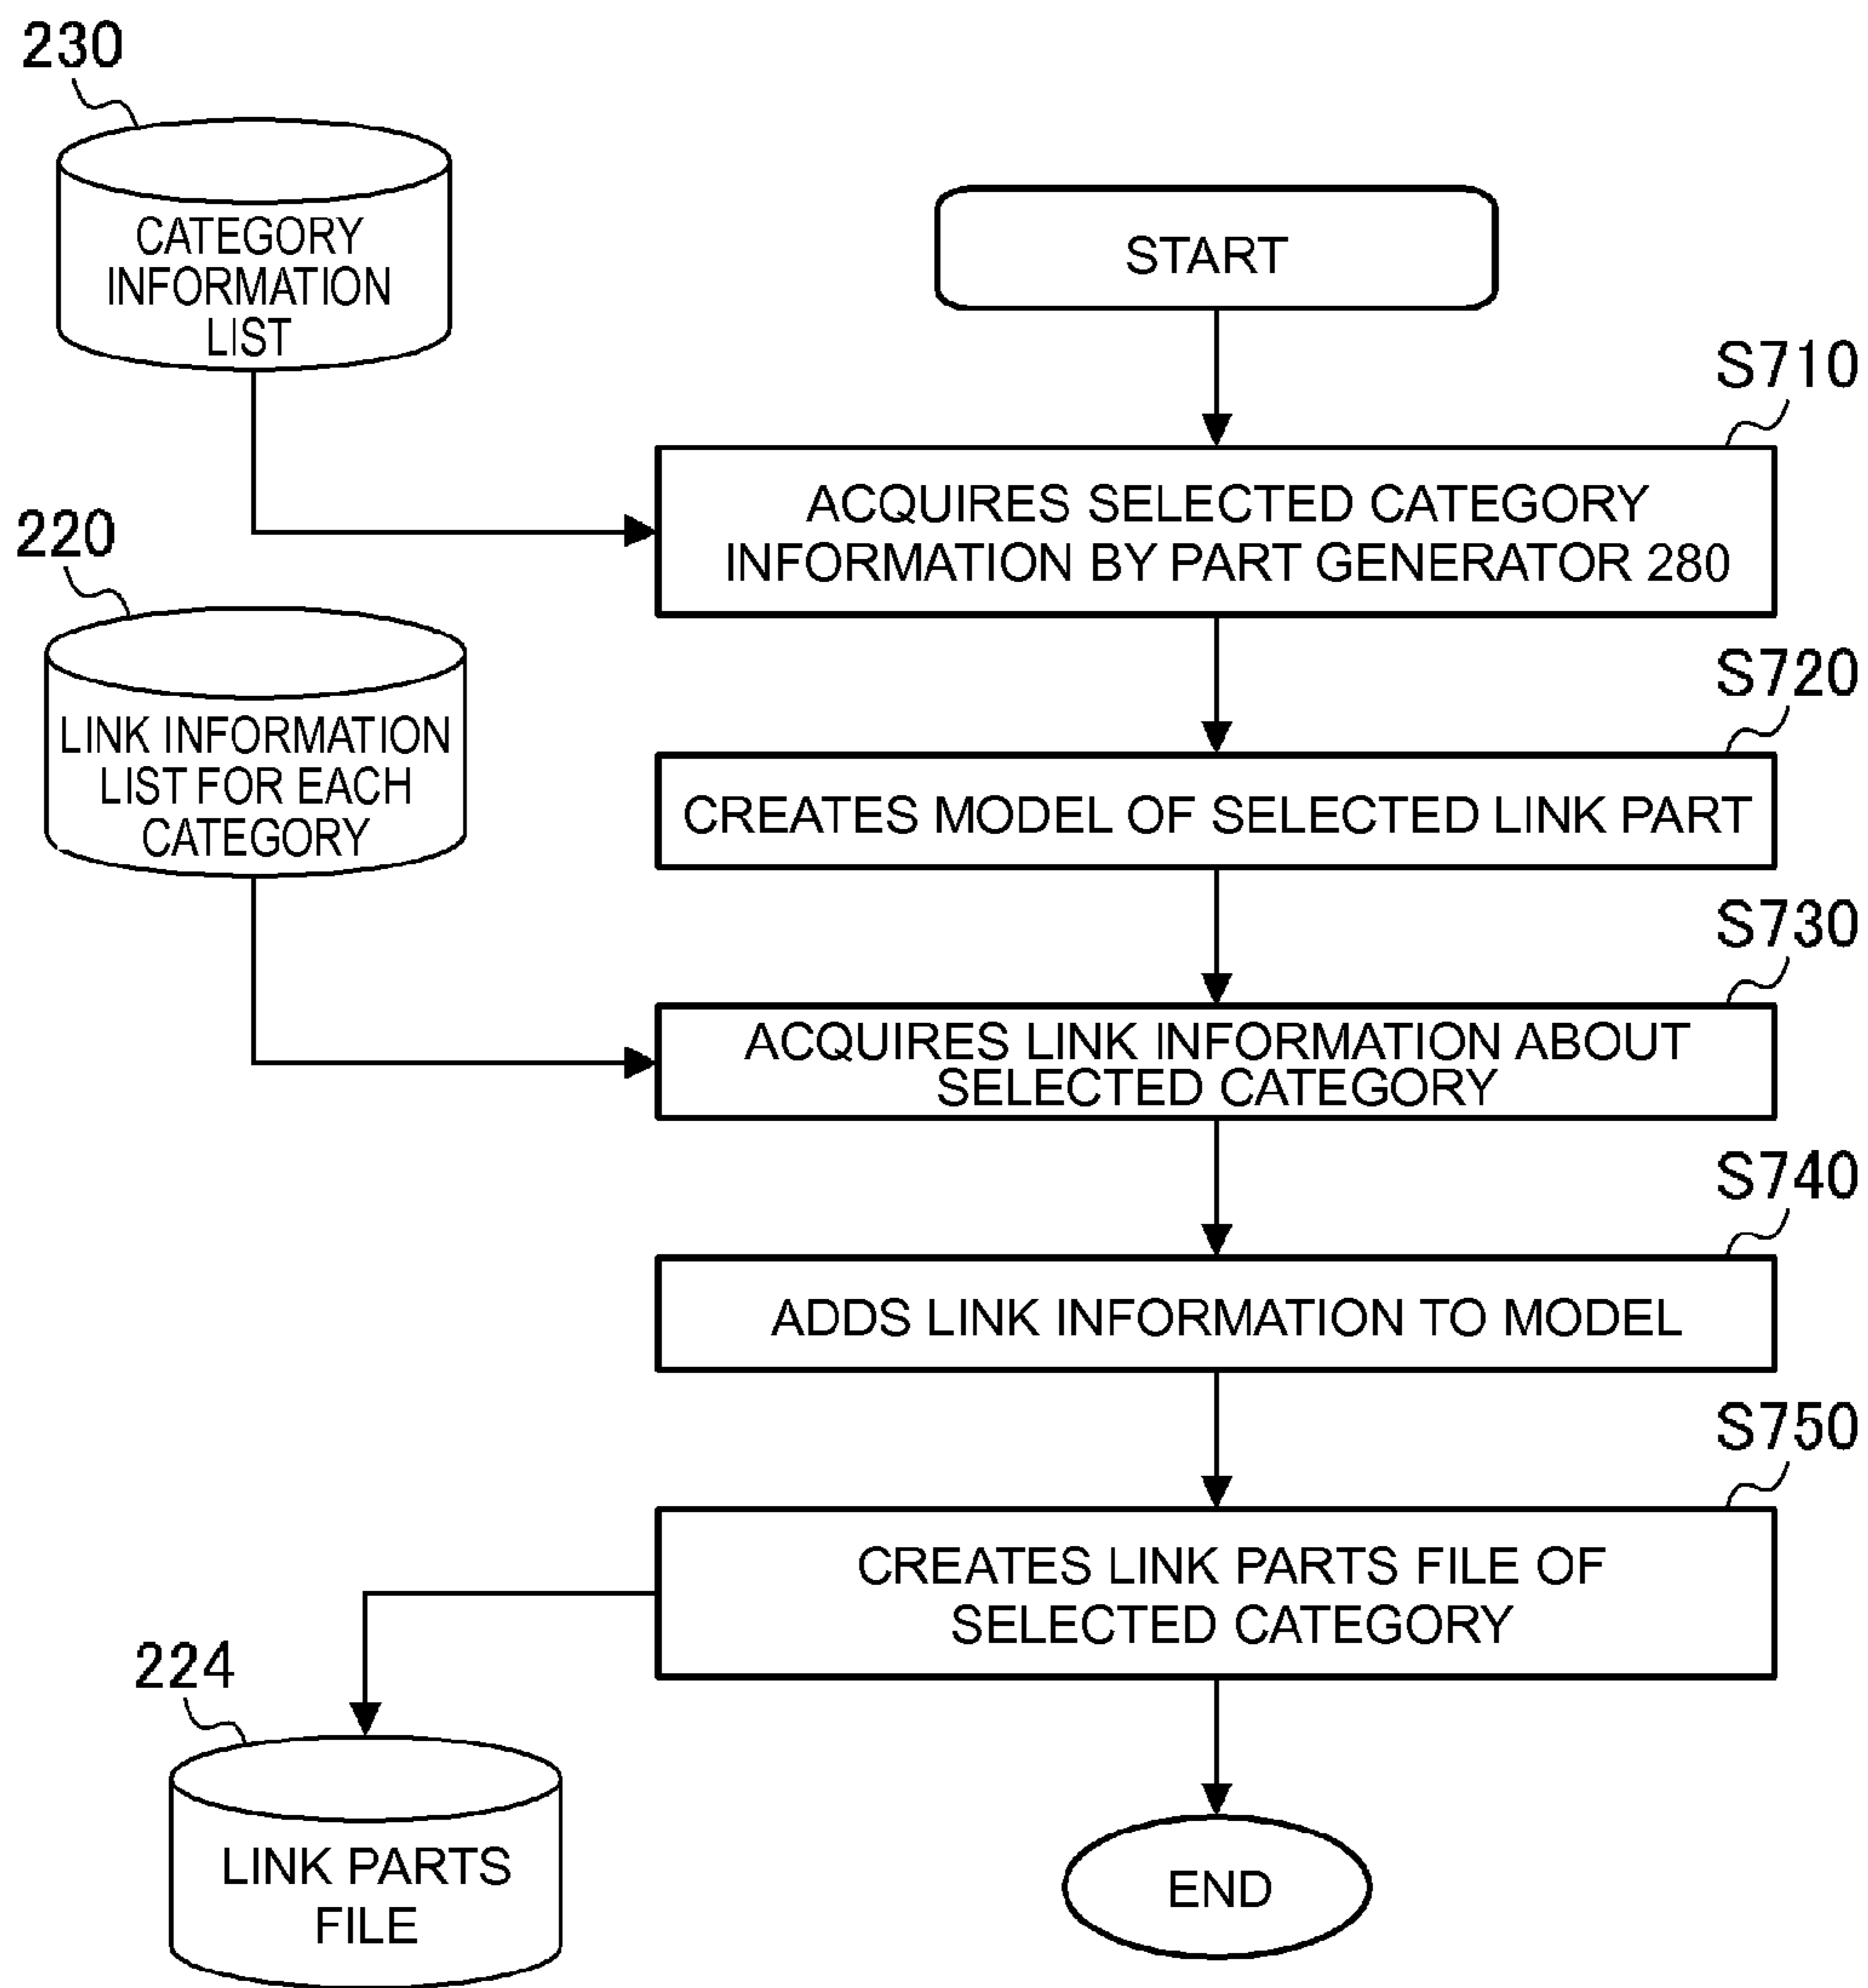 230
CATEGORY
INFORMATION
LIST
START
S710
ACQUIRES SELECTED CATEGORY
INFORMATION BY PART GENERATOR 280
220
LINK INFORMATION
LIST FOR EACH
CATEGORY
S720
CREATES MODEL OF SELECTED LINK PART
S730
ACQUIRES LINK INFORMATION ABOUT
SELECTED CATEGORY
S740
ADDS LINK INFORMATION TO MODEL
S750
CREATES LINK PARTS FILE OF
SELECTED CATEGORY
224
LINK PARTS
FILE
END